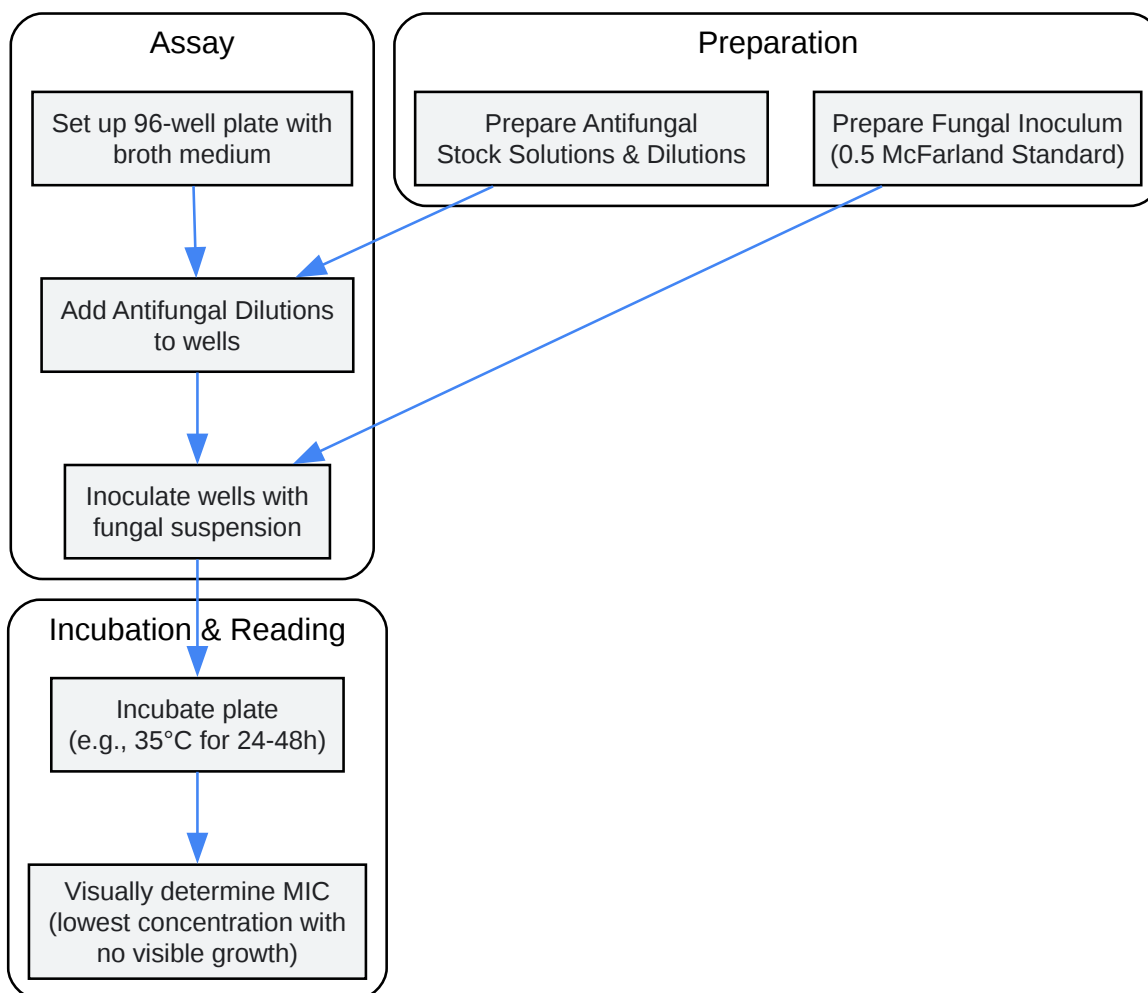 Assay
Set up 96-well plate with
broth medium
Add Antifungal Dilutions
to wells
Inoculate wells with
fungal suspension
Preparation
Prepare Antifungal
Stock Solutions & Dilutions
Prepare Fungal Inoculum
(0.5 McFarland Standard)
Incubation & Reading
Incubate plate
(e.g., 35°C for 24-48h)
Visually determine MIC
(lowest concentration with
no visible growth)